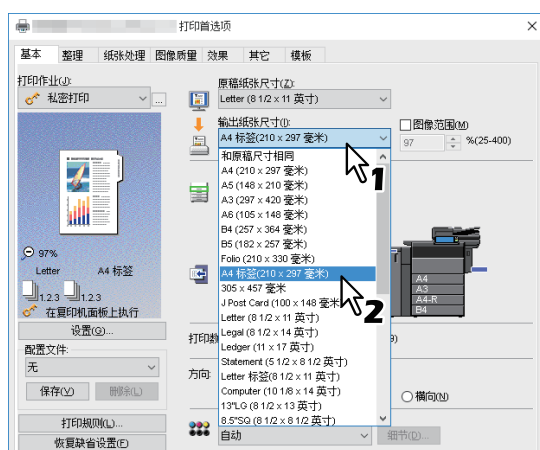 打印首选项
基本 整理 纸张处理 图像质量 效果 其它 模板
打印作业(J):
私密打印
...
97%
Letter A4 标签
1.2.3 1.2.3
在复印机面板上执行
设置(G)...
配置文件:
无
保存(V) 删除(L)
打印规则(L)...
恢复缺省设置(E)
原稿纸张尺寸(Z):
Letter (8 1/2 x 11 英寸)
输出纸张尺寸(I):
A4 标签(210 x 297 毫米)
图像范围(M)
97 %(25-400)
和原稿尺寸相同
A4 (210 x 297 毫米)
A5 (148 x 210 毫米)
A3 (297 x 420 毫米)
A6 (105 x 148 毫米)
B4 (257 x 364 毫米)
B5 (182 x 257 毫米)
Folio (210 x 330 毫米)
A4 标签(210 x 297 毫米)
305 x 457 毫米
J Post Card (100 x 148 毫米)
Letter (8 1/2 x 11 英寸)
Legal (8 1/2 x 14 英寸)
Ledger (11 x 17 英寸)
Statement (5 1/2 x 8 1/2 英寸)
Letter 标签(8 1/2 x 11 英寸)
Computer (10 1/8 x 14 英寸)
13"LG (8 1/2 x 13 英寸)
8.5"SQ (8 1/2 x 8 1/2 英寸)
1
2
A4
A3
A4-R
B4
打印
9)
方向
横向(N)
自动
细节(D)...